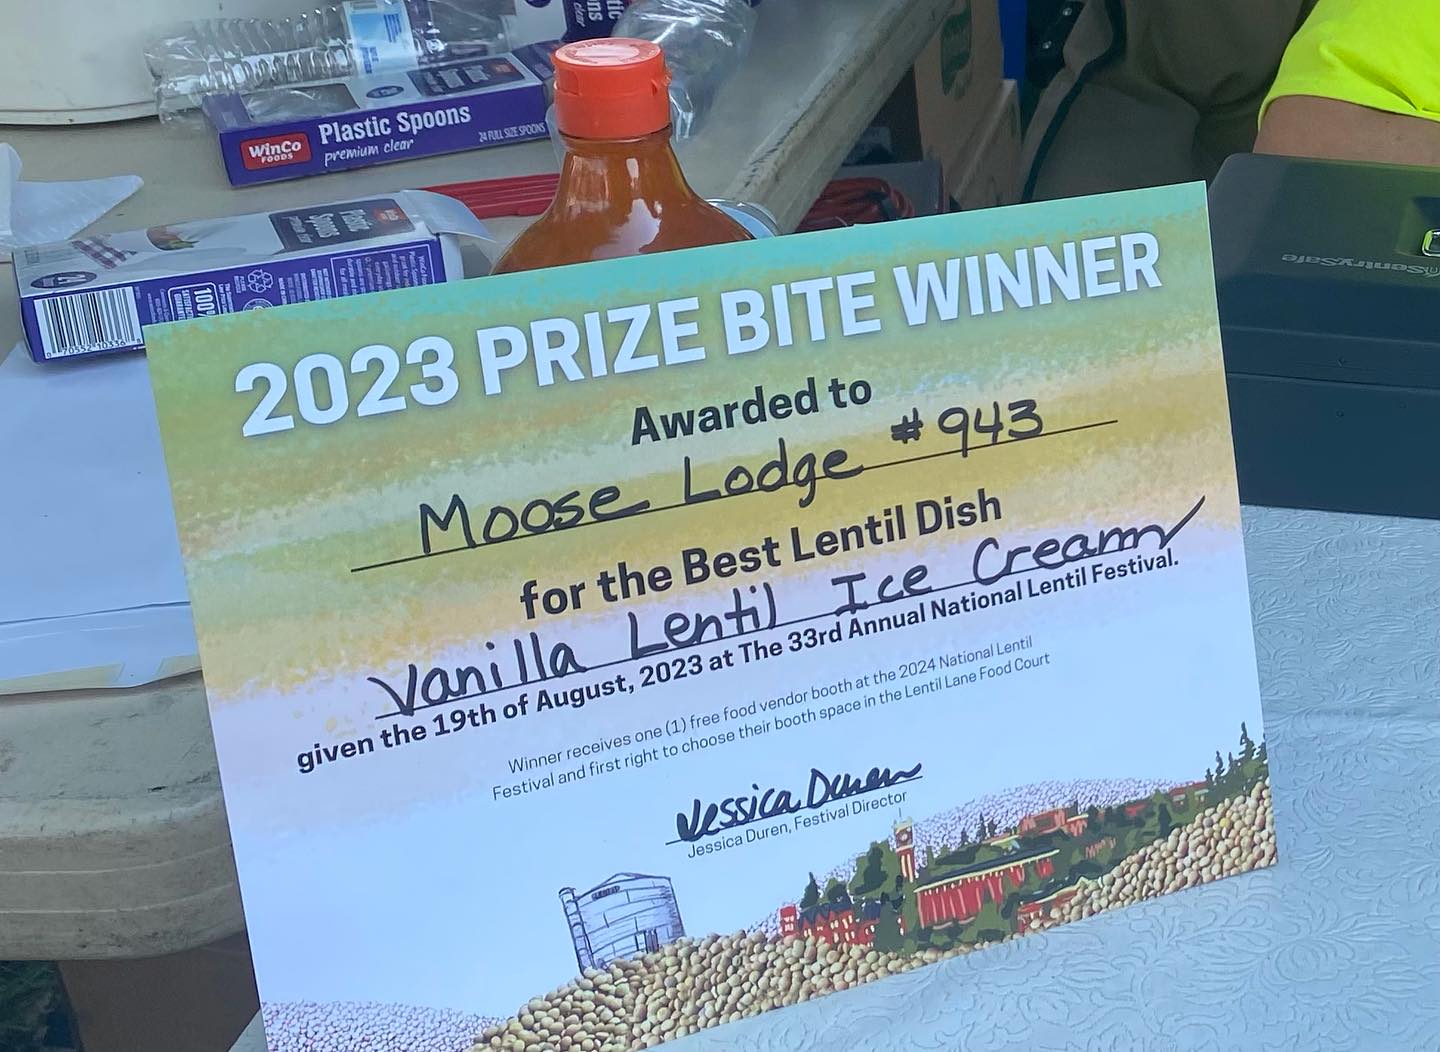 WinCo
FOODS
Plastic Spoons
premium clear
24 FULL SIZE SPOONS
Plastic
Spoons
100%
SentrySafe
2023 PRIZE BITE WINNER
Awarded to
Moose Lodge #943
for the Best Lentil Dish
Vanilla Lentil Ice Cream
given the 19th of August, 2023 at The 33rd Annual National Lentil Festival.
Winner receives one (1) free food vendor booth at the 2024 National Lentil
Festival and first right to choose their booth space in the Lentil Lane Food Court
Jessica Duren
Jessica Duren, Festival Director